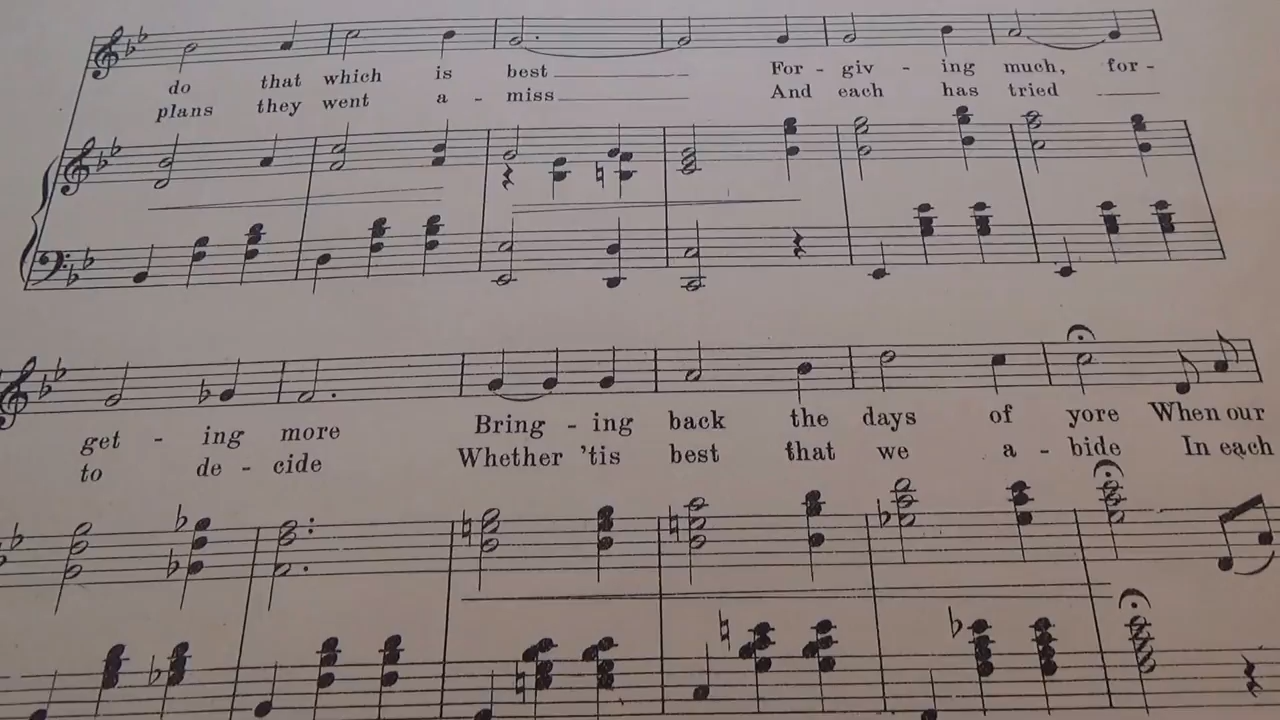 do that which is best For - giv - ing much, for -
plans they went a - miss And each has tried
get - ing more Bring - ing back the days of yore When our
to de - cide Whether 'tis best that we a - bide In each